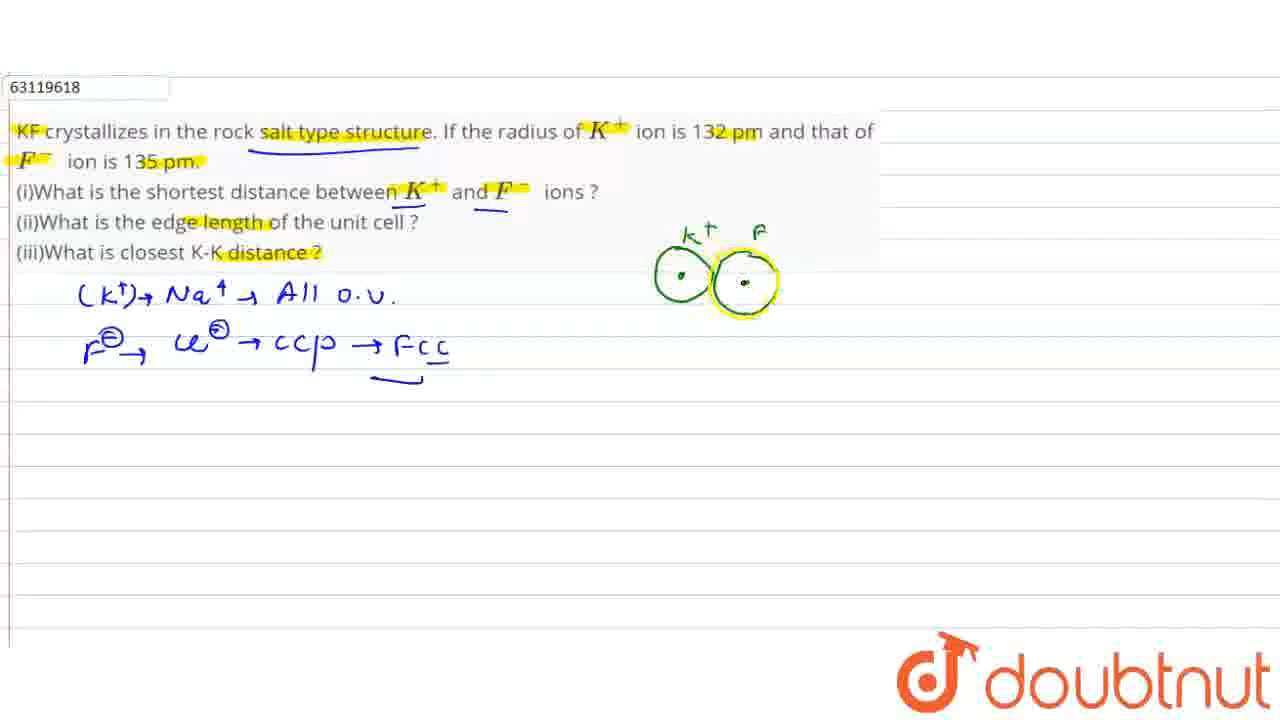 63119618
KF crystallizes in the rock salt type structure. If the radius of K⁺ ion is 132 pm and that of
F⁻ ion is 135 pm.
(i)What is the shortest distance between K⁺ and F⁻ ions ?
(ii)What is the edge length of the unit cell ?
(iii)What is closest K-K distance ?
K⁺ F
(K⁺)→ Na⁺ → All O.V.
F⊖ → Cl⊖ → CCP → FCC
doubtnut